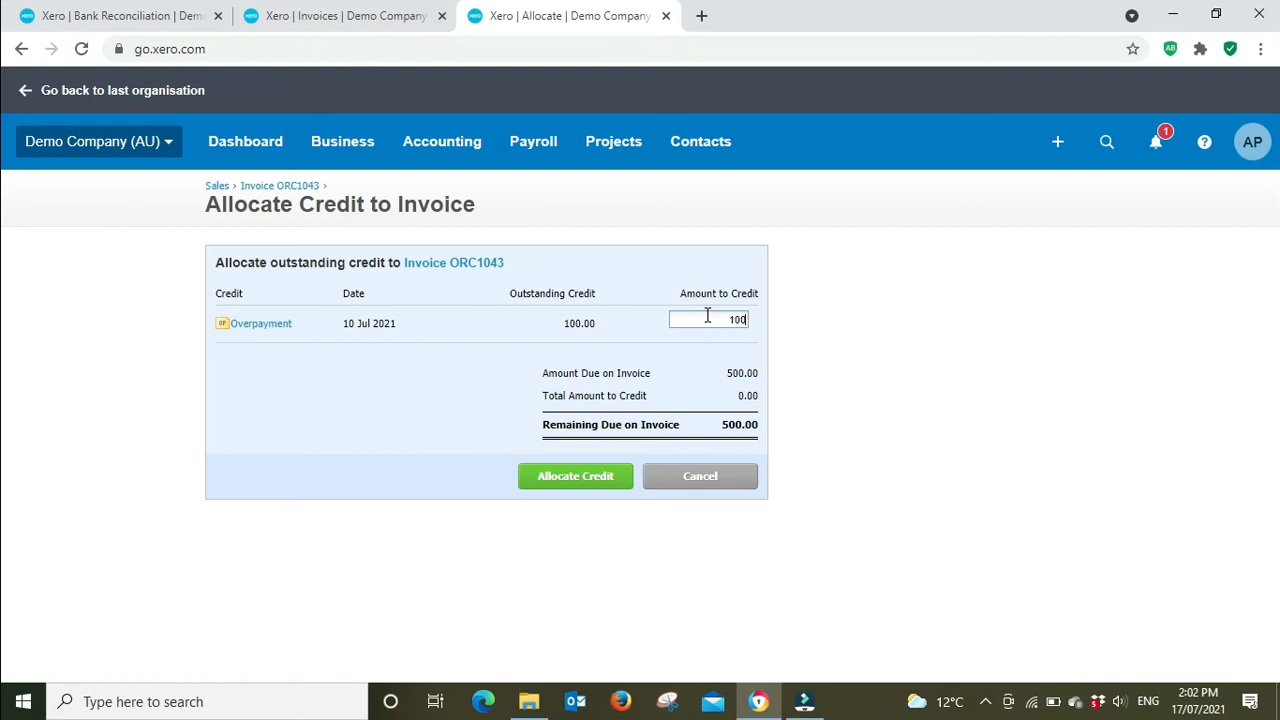 Xero | Bank Reconciliation | Dem
Xero | Invoices | Demo Company
Xero | Allocate | Demo Company
go.xero.com
Go back to last organisation
Demo Company (AU)
Dashboard
Business
Accounting
Payroll
Projects
Contacts
1
AP
Sales › Invoice ORC1043 ›
Allocate Credit to Invoice
Allocate outstanding credit to Invoice ORC1043
Credit Date Outstanding Credit Amount to Credit
OP Overpayment 10 Jul 2021 100.00 100
Amount Due on Invoice 500.00
Total Amount to Credit 0.00
Remaining Due on Invoice 500.00
Allocate Credit
Cancel
Type here to search
12°C
ENG
2:02 PM
17/07/2021